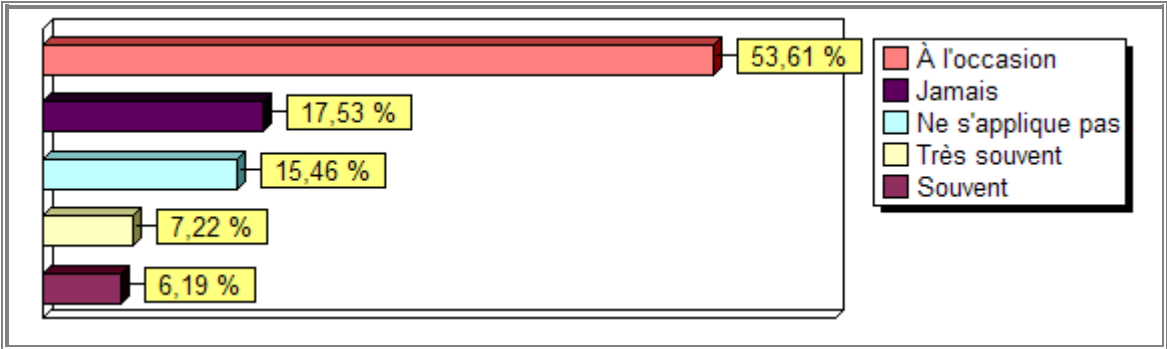 53,61 %
17,53 %
15,46 %
7,22 %
6,19 %
À l'occasion
Jamais
Ne s'applique pas
Très souvent
Souvent